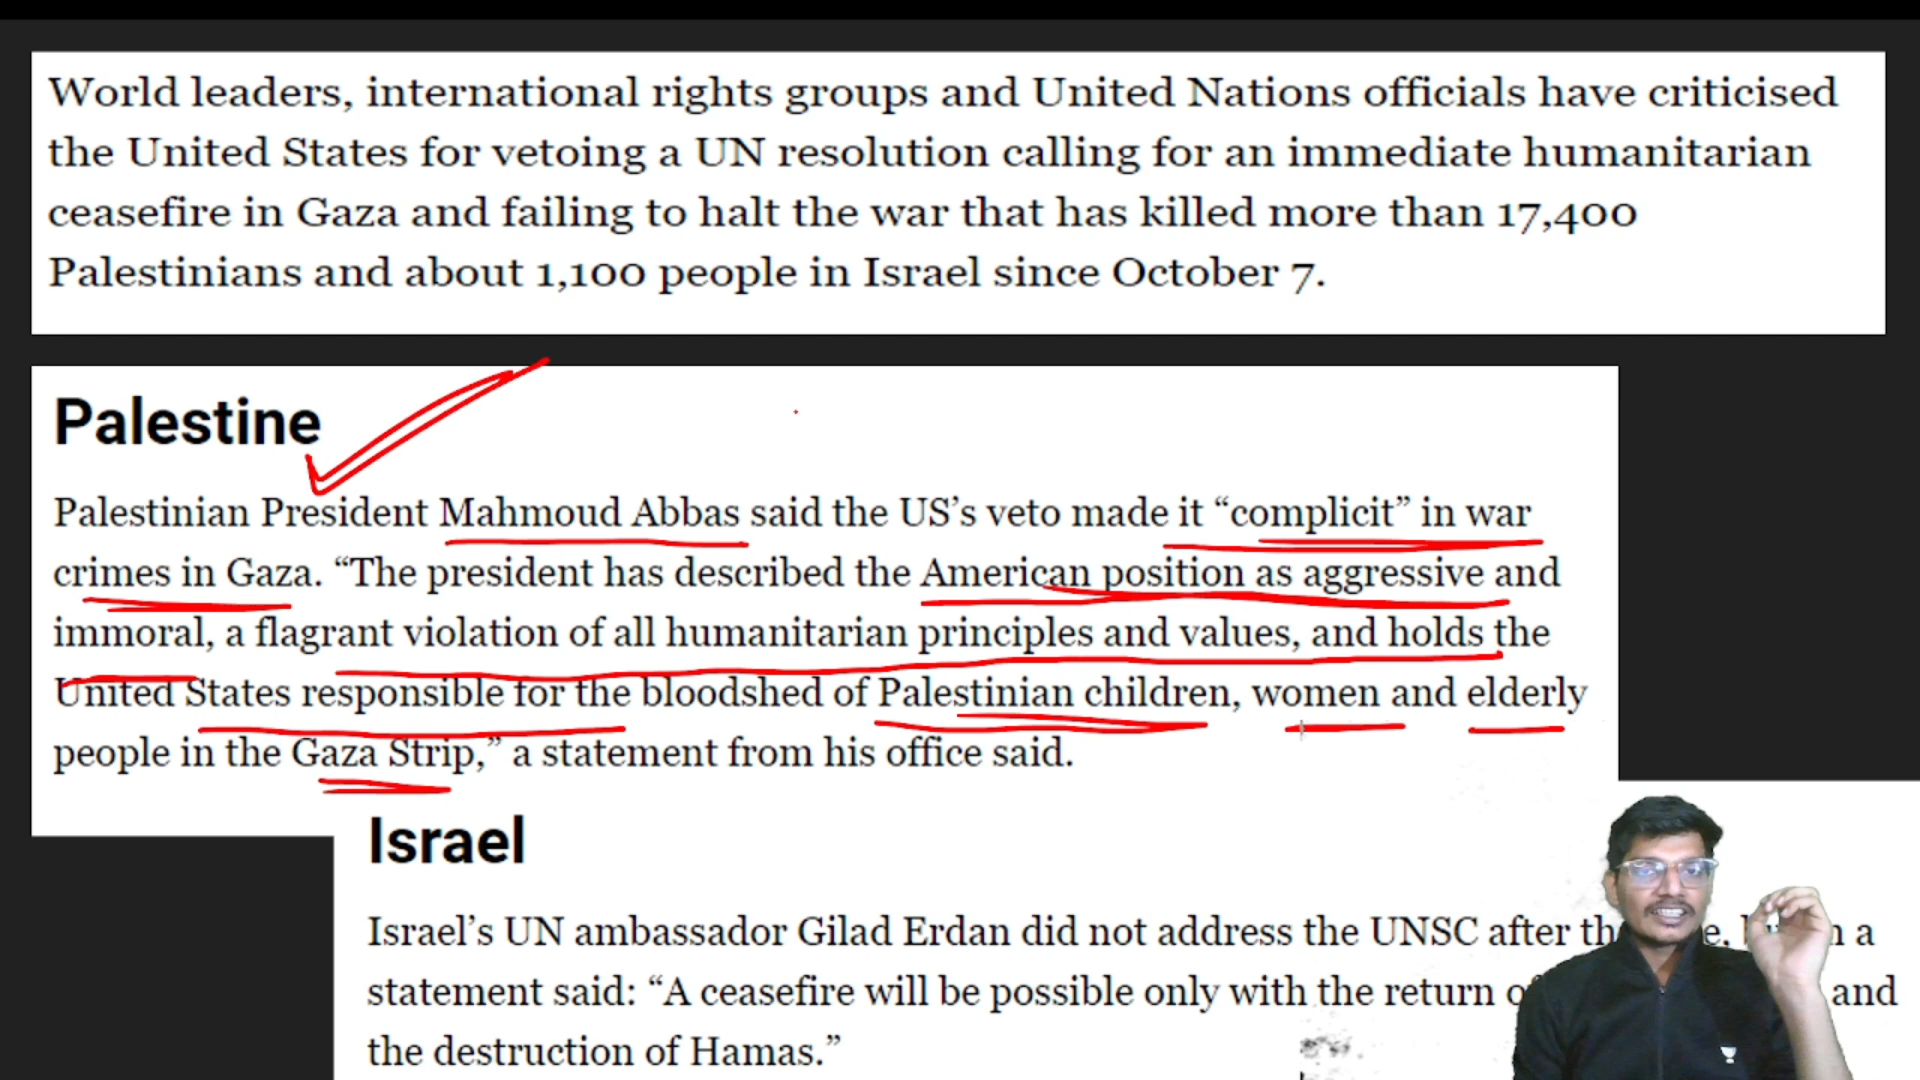 World leaders, international rights groups and United Nations officials have criticised
the United States for vetoing a UN resolution calling for an immediate humanitarian
ceasefire in Gaza and failing to halt the war that has killed more than 17,400
Palestinians and about 1,100 people in Israel since October 7.
Palestine
Palestinian President Mahmoud Abbas said the US’s veto made it “complicit” in war
crimes in Gaza. “The president has described the American position as aggressive and
immoral, a flagrant violation of all humanitarian principles and values, and holds the
United States responsible for the bloodshed of Palestinian children, women and elderly
people in the Gaza Strip,” a statement from his office said.
Israel
Israel’s UN ambassador Gilad Erdan did not address the UNSC after a
statement said: “A ceasefire will be possible only with the return and
the destruction of Hamas.”